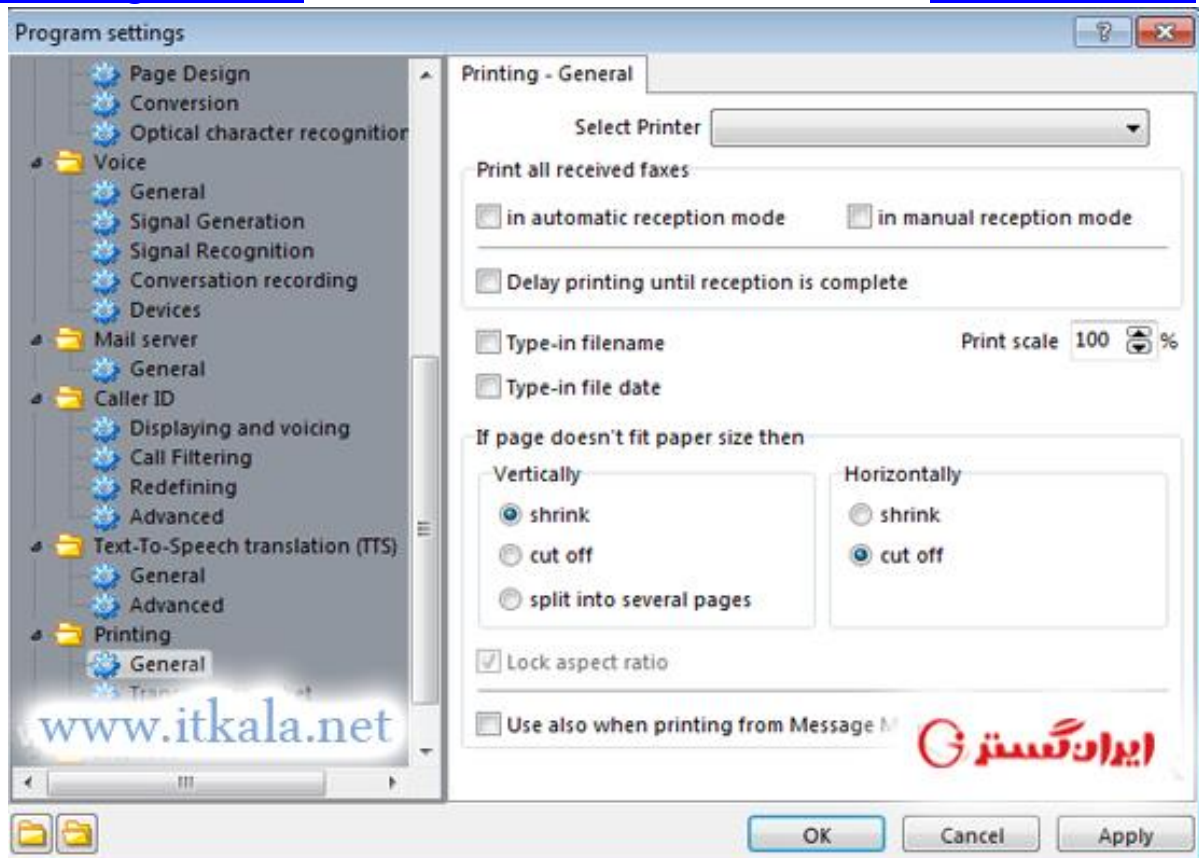 Program settings
Page Design
Conversion
Optical character recognition
Voice
General
Signal Generation
Signal Recognition
Conversation recording
Devices
Mail server
General
Caller ID
Displaying and voicing
Call Filtering
Redefining
Advanced
Text-To-Speech translation (TTS)
General
Advanced
Printing
General
www.itkala.net
Printing - General
Select Printer
Print all received faxes
in automatic reception mode in manual reception mode
Delay printing until reception is complete
Type-in filename Print scale 100 %
Type-in file date
If page doesn't fit paper size then
Vertically Horizontally
shrink shrink
cut off cut off
split into several pages
Lock aspect ratio
Use also when printing from Message
ایران گستر
OK Cancel Apply